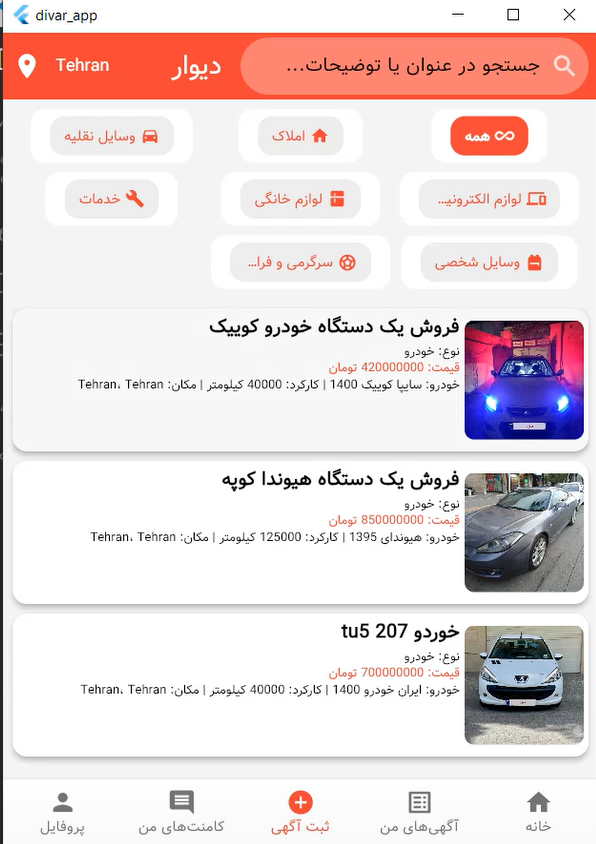 divar_app
جستجو در عنوان یا توضیحات...
دیوار
Tehran
همه
املاک
وسایل نقلیه
لوازم الکترونی...
لوازم خانگی
خدمات
وسایل شخصی
سرگرمی و فرا...
فروش یک دستگاه خودرو کوییک
نوع: خودرو
قیمت: 420000000 تومان
خودرو: سایپا کوییک 1400 | کارکرد: 40000 کیلومتر | مکان: Tehran، Tehran
فروش یک دستگاه هیوندا کوپه
نوع: خودرو
قیمت: 850000000 تومان
خودرو: هیوندای 1395 | کارکرد: 125000 کیلومتر | مکان: Tehran، Tehran
خوردو 207 tu5
نوع: خودرو
قیمت: 700000000 تومان
خودرو: ایران خودرو 1400 | کارکرد: 40000 کیلومتر | مکان: Tehran، Tehran
خانه
آگهی‌های من
ثبت آگهی
کامنت‌های من
پروفایل